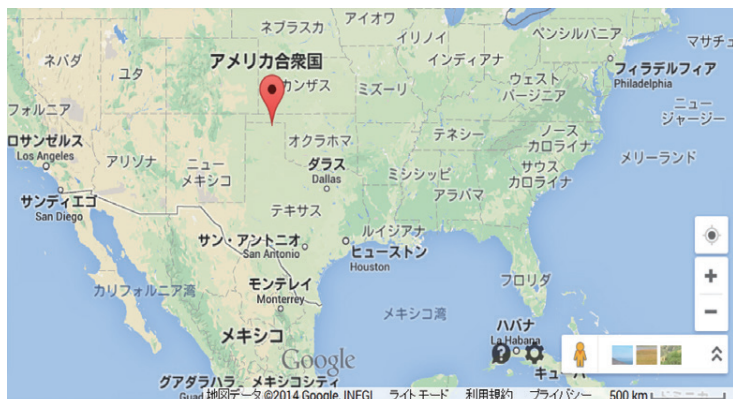 ネブラスカ
アイオワ
イリノイ
インディアナ
ペンシルバニア
マサチュ
ネバダ
ユタ
アメリカ合衆国
カンザス
ミズーリ
ウェスト
バージニア
フィラデルフィア
Philadelphia
ニュー
ジャージー
フォルニア
ロサンゼルス
Los Angeles
アリゾナ
ニュー
メキシコ
オクラホマ
テネシー
ノース
カロライナ
メリーランド
ダラス
Dallas
ミシシッピ
アラバマ
サウス
カロライナ
サンディエゴ
San Diego
テキサス
ルイジアナ
サン・アントニオ
San Antonio
ヒューストン
Houston
カリフォルニア湾
モンテレイ
Monterrey
フロリダ
メキシコ湾
メキシコ
ハバナ
La Habana
キューバ
Google
グアダラハラ
メキシコシティ
Guad
地図データ ©2014 Google, INEGI
ライトモード
利用規約
プライバシー
500 km